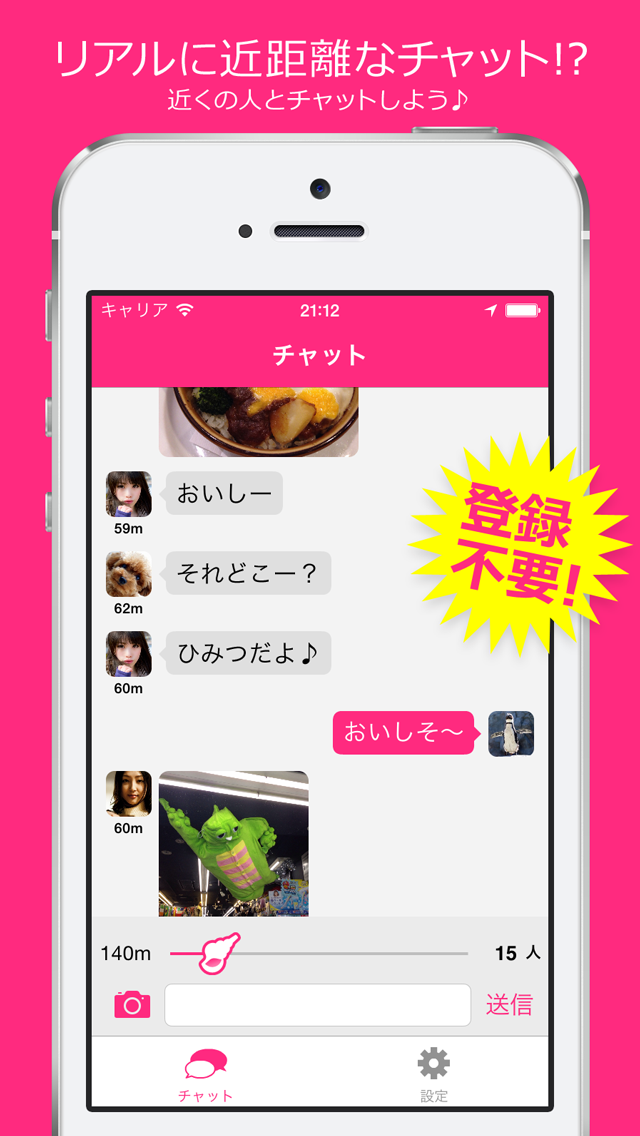 リアルに近距離なチャット!?
近くの人とチャットしよう♪
キャリア 21:12
チャット
おいしー
59m
登録
不要!
それどこー？
62m
ひみつだよ♪
60m
おいしそ〜
60m
140m 15 人
送信
チャット 設定